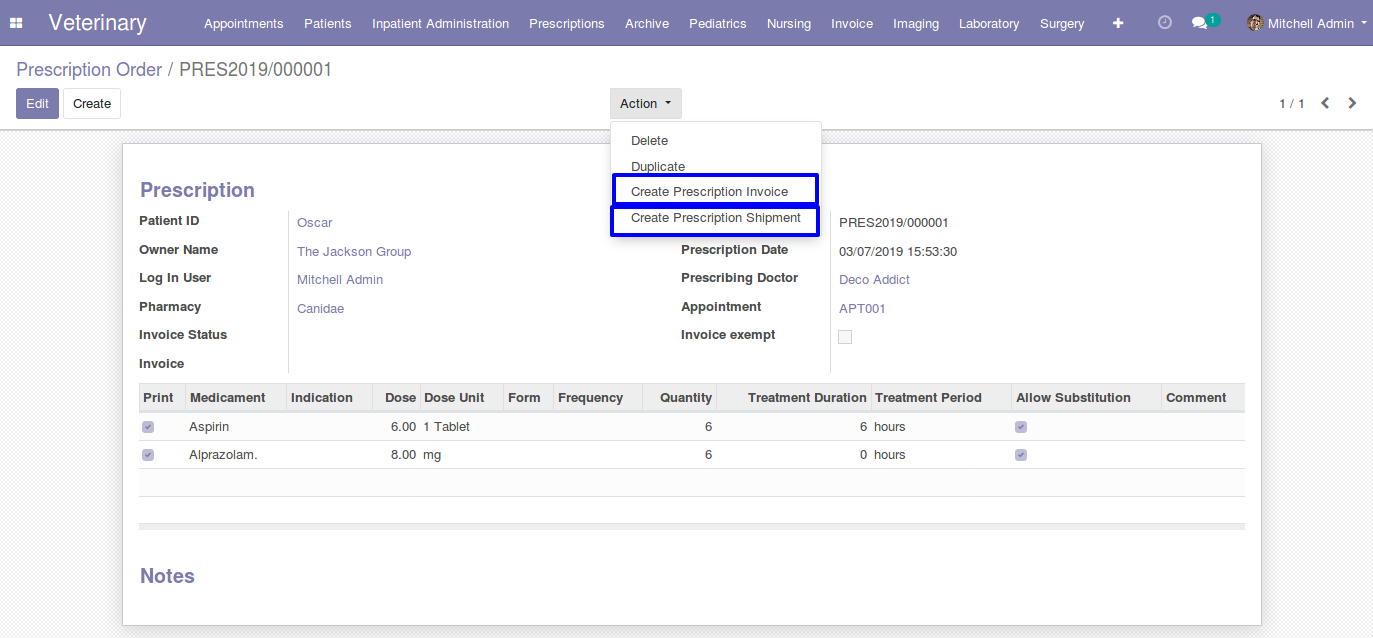 Veterinary Appointments Patients Inpatient Administration Prescriptions Archive Pediatrics Nursing Invoice Imaging Laboratory Surgery + 1 Mitchell Admin
Prescription Order / PRES2019/000001
Edit Create Action 1 / 1
Delete
Duplicate
Create Prescription Invoice
Create Prescription Shipment
Prescription
Patient ID Oscar PRES2019/000001
Owner Name The Jackson Group Prescription Date 03/07/2019 15:53:30
Log In User Mitchell Admin Prescribing Doctor Deco Addict
Pharmacy Canidae Appointment APT001
Invoice Status Invoice exempt
Invoice
Print Medicament Indication Dose Dose Unit Form Frequency Quantity Treatment Duration Treatment Period Allow Substitution Comment
Aspirin 6.00 1 Tablet 6 6 hours
Alprazolam. 8.00 mg 6 0 hours
Notes